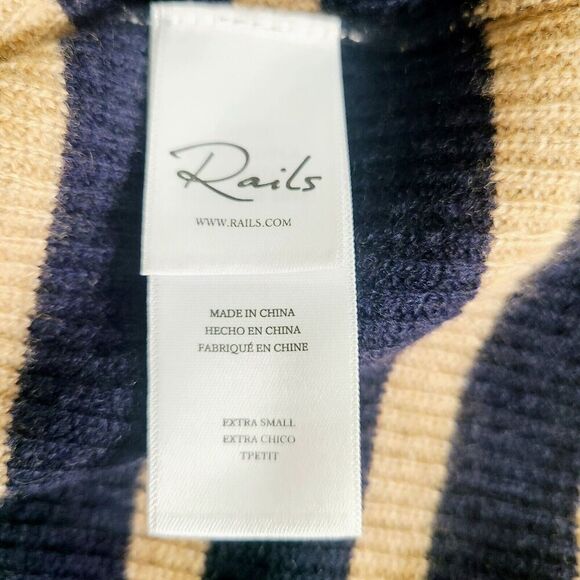 Rails
WWW.RAILS.COM
MADE IN CHINA
HECHO EN CHINA
FABRIQUÉ EN CHINE
EXTRA SMALL
EXTRA CHICO
TPETIT